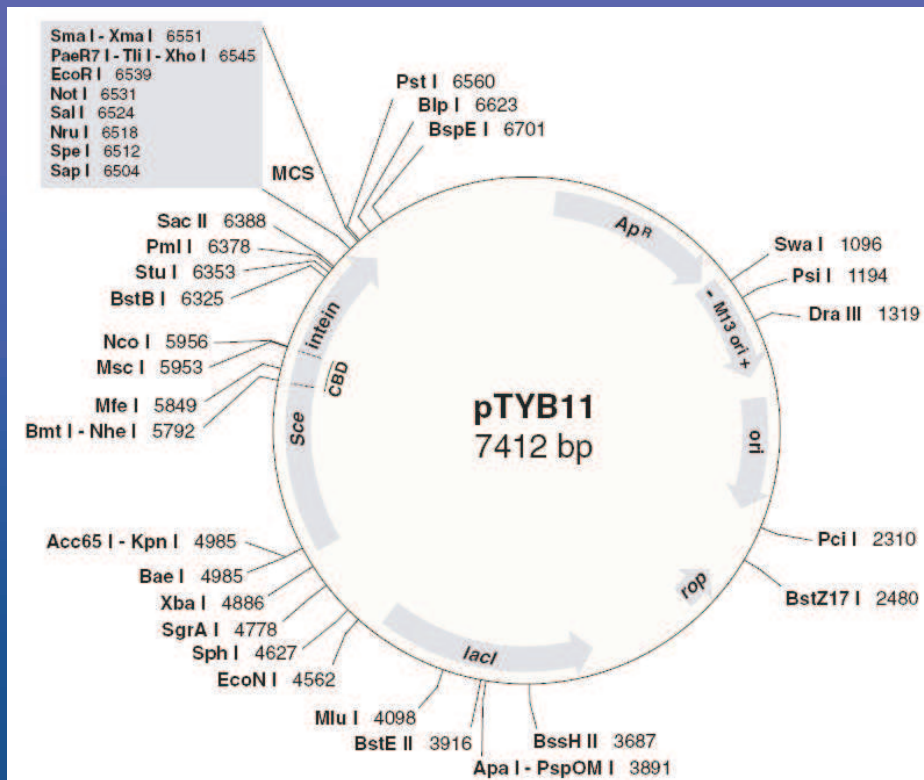 Sma I - Xma I 6551
PaeR7 I - Tli I - Xho I 6545
EcoR I 6539
Not I 6531
Sal I 6524
Nru I 6518
Spe I 6512
Sap I 6504
MCS
Pst I 6560
Blp I 6623
BspE I 6701
Sac II 6388
Pml I 6378
Stu I 6353
BstB I 6325
Nco I 5956
Msc I 5953
Mfe I 5849
Bmt I - Nhe I 5792
Acc65 I - Kpn I 4985
Bae I 4985
Xba I 4886
SgrA I 4778
Sph I 4627
EcoN I 4562
Mlu I 4098
BstE II 3916
Apa I - PspOM I 3891
BssH II 3687
BstZ17 I 2480
Pci I 2310
Dra III 1319
Psi I 1194
Swa I 1096
ApR
- M13 ori +
ori
rop
lacI
Sce
CBD
intein
pTYB11
7412 bp